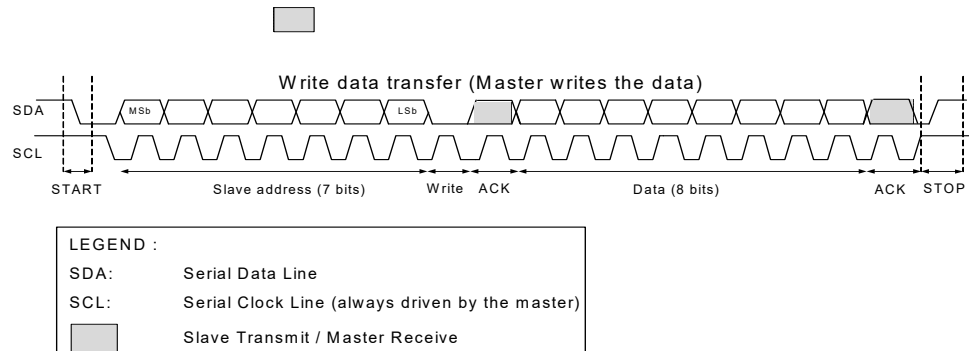 Write data transfer (Master writes the data)
SDA
MSb
LSb
SCL
START
Slave address (7 bits)
Write
ACK
Data (8 bits)
ACK
STOP
LEGEND :
SDA: Serial Data Line
SCL: Serial Clock Line (always driven by the master)
Slave Transmit / Master Receive